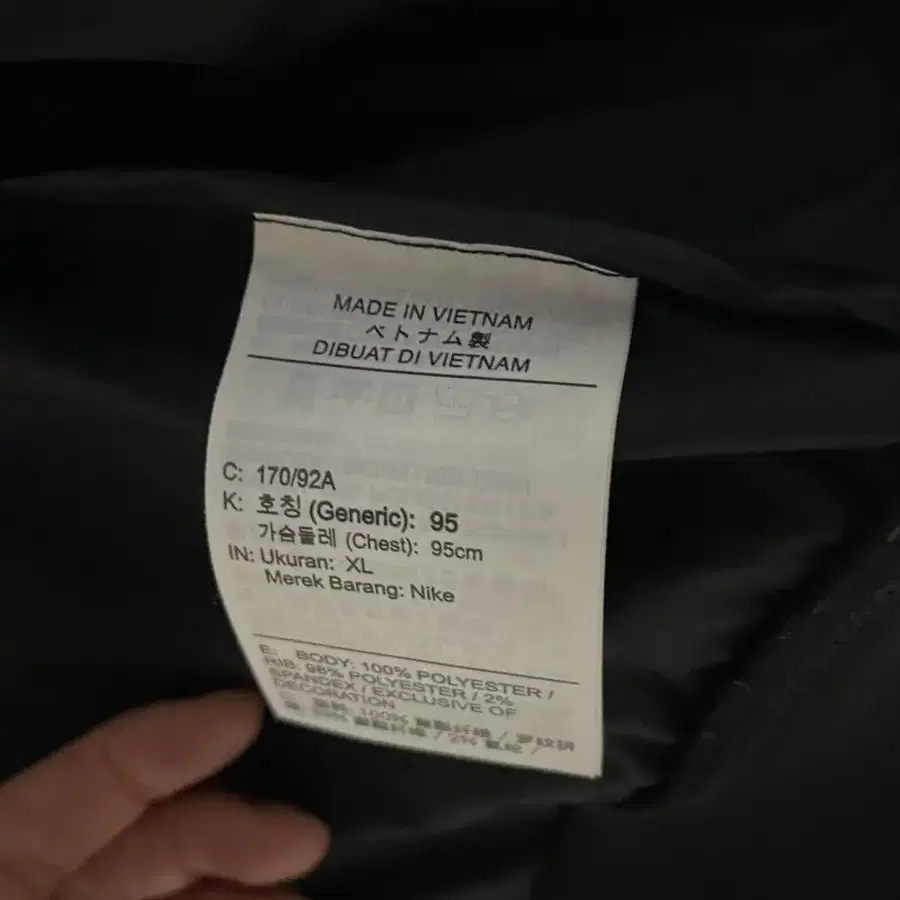 MADE IN VIETNAM
ベトナム製
DIBUAT DI VIETNAM
C: 170/92A
K: 호칭 (Generic): 95
가슴둘레 (Chest): 95cm
IN: Ukuran: XL
Merek Barang: Nike
E: BODY: 100% POLYESTER /
RIB: 98% POLYESTER / 2%
SPANDEX / EXCLUSIVE OF
DECORATION
100%
/ 2%